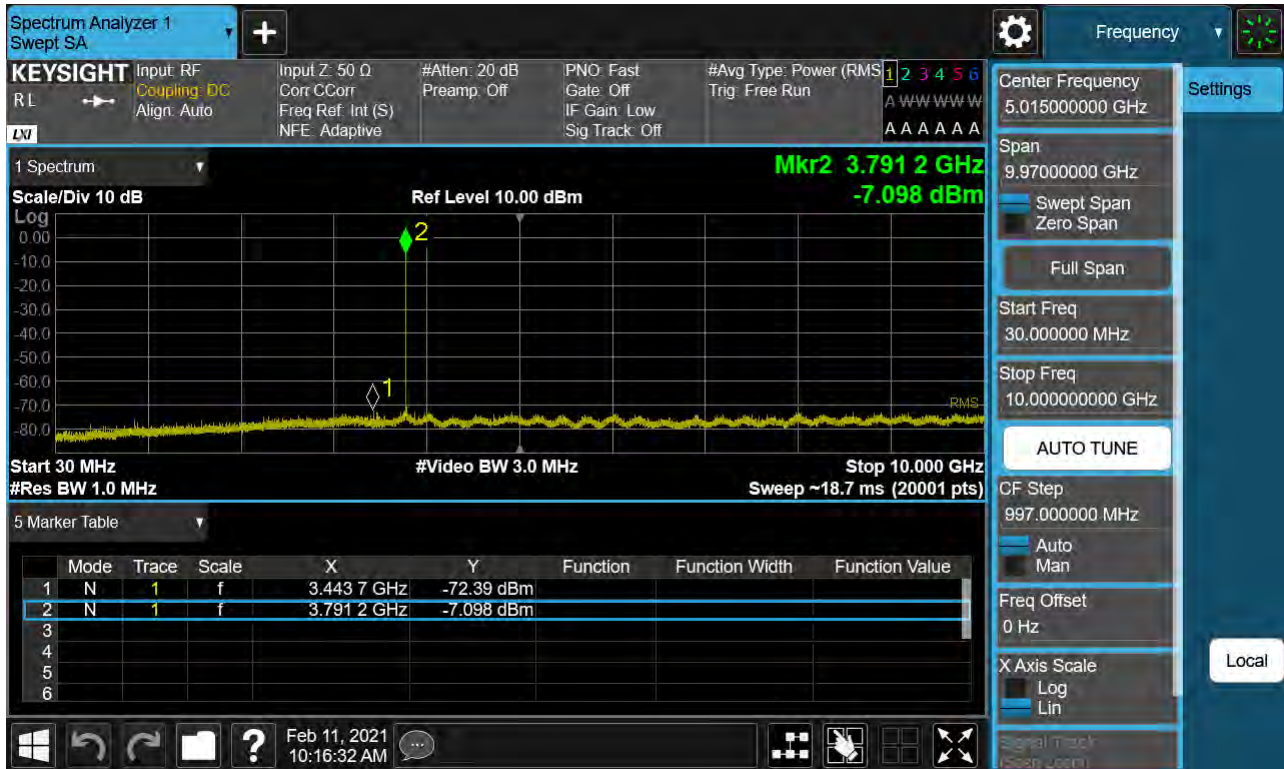 Spectrum Analyzer 1
Swept SA
+
Frequency
KEYSIGHT
RL
LXI
Input: RF
Coupling: DC
Align: Auto
Input Z: 50 Ω
Corr CCorr
Freq Ref: Int (S)
NFE: Adaptive
#Atten: 20 dB
Preamp: Off
PNO: Fast
Gate: Off
IF Gain: Low
Sig Track: Off
#Avg Type: Power (RMS
Trig: Free Run
1 2 3 4 5 6
A W W W W W
A A A A A A
1 Spectrum
Scale/Div 10 dB
Ref Level 10.00 dBm
Mkr2 3.791 2 GHz
-7.098 dBm
Log
0.00
-10.0
-20.0
-30.0
-40.0
-50.0
-60.0
-70.0
-80.0
2
1
RMS
Start 30 MHz
#Video BW 3.0 MHz
Stop 10.000 GHz
#Res BW 1.0 MHz
Sweep ~18.7 ms (20001 pts)
5 Marker Table
Mode Trace Scale X Y Function Function Width Function Value
1 N 1 f 3.443 7 GHz -72.39 dBm
2 N 1 f 3.791 2 GHz -7.098 dBm
3
4
5
6
?
Feb 11, 2021
10:16:32 AM
Center Frequency
5.015000000 GHz
Settings
Span
9.97000000 GHz
Swept Span
Zero Span
Full Span
Start Freq
30.000000 MHz
Stop Freq
10.000000000 GHz
AUTO TUNE
CF Step
997.000000 MHz
Auto
Man
Freq Offset
0 Hz
X Axis Scale
Log
Lin
Local
Signal Track
(Span Zoom)